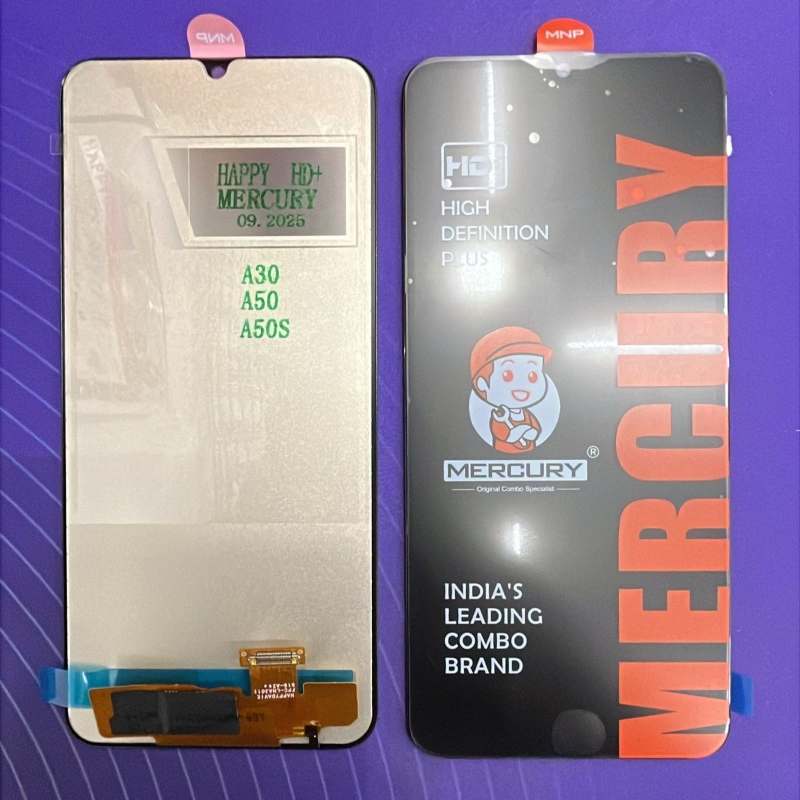 MNP
HAPPY HD+
MERCURY
09.2025
A30
A50
A50S
MNP
HD
HIGH
DEFINITION
PLUS
MERCURY®
Original Combo Specialist
INDIA'S
LEADING
COMBO
BRAND
MERCURY